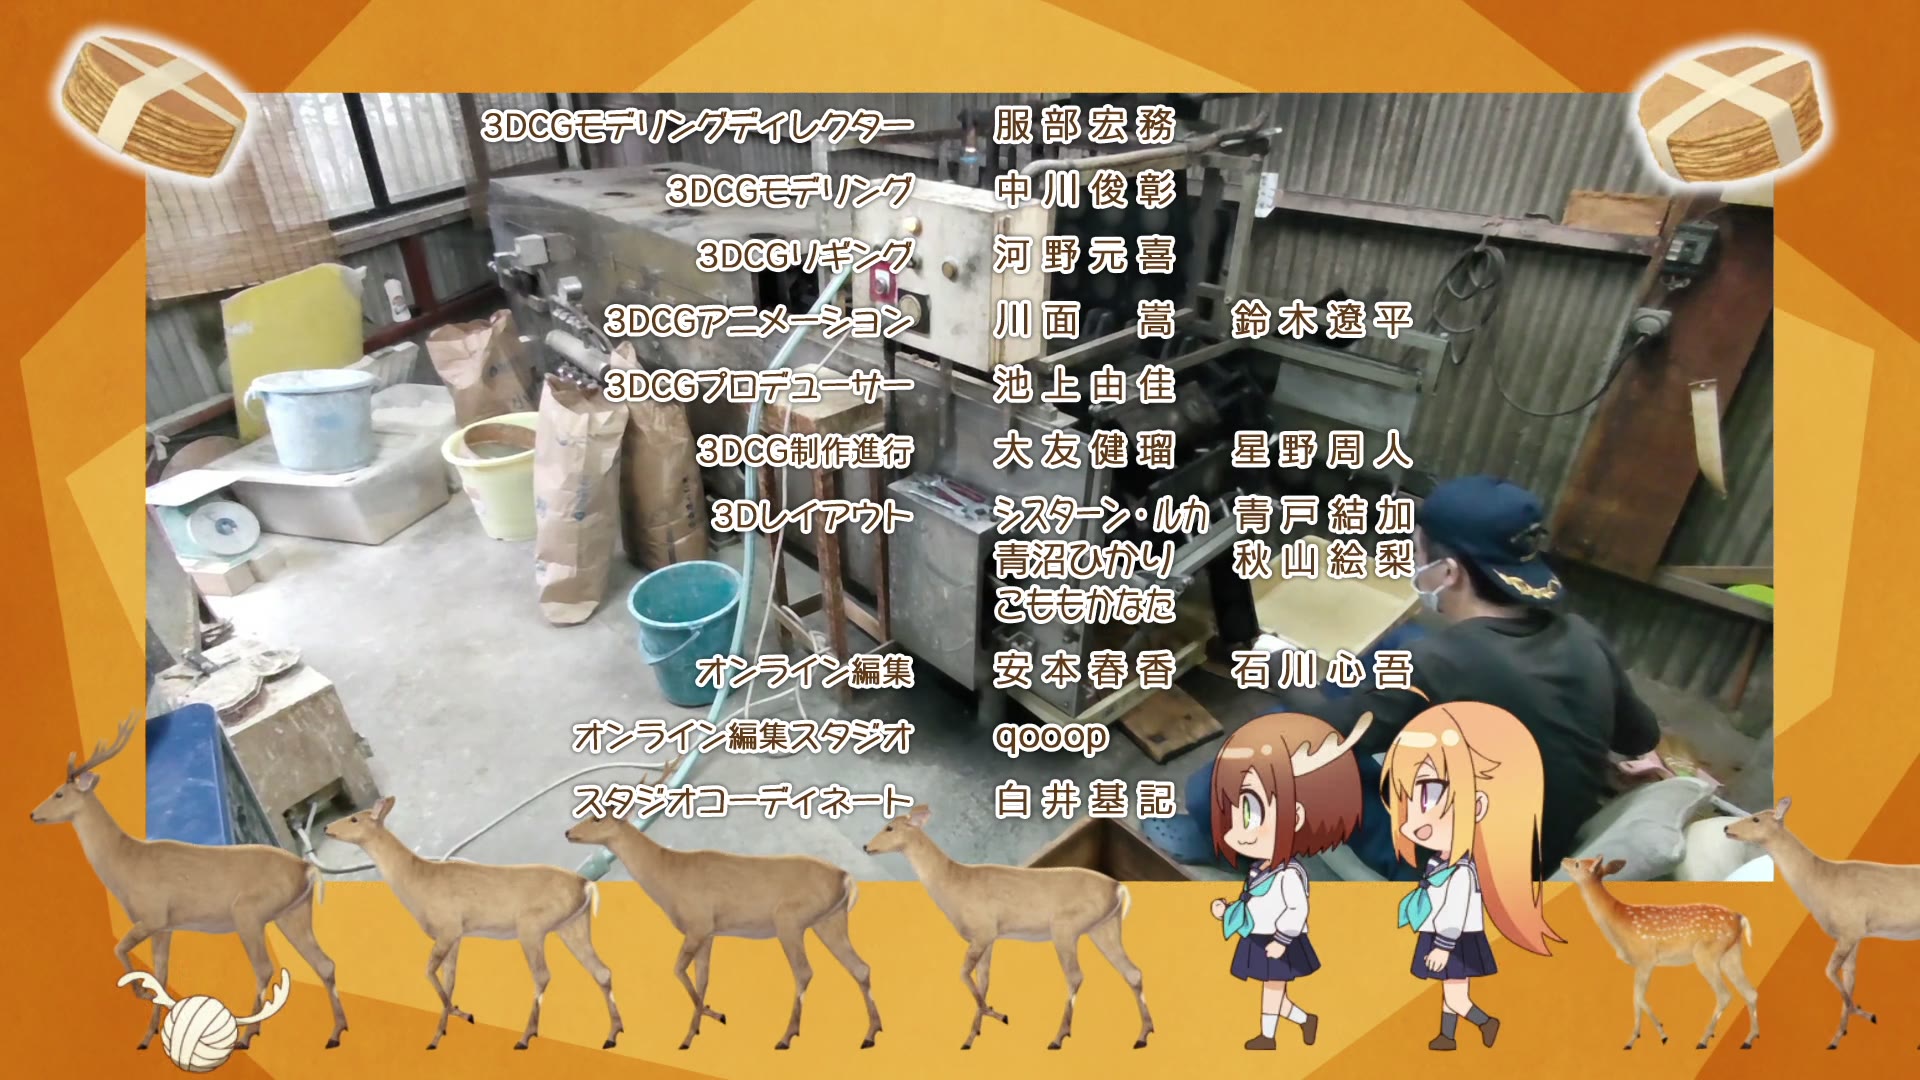 3DCGモデリングディレクター 服部宏務
3DCGモデリング 中川俊彰
3DCGリギング 河野元喜
3DCGアニメーション 川面 嵩 鈴木遼平
3DCGプロデューサー 池上由佳
3DCG制作進行 大友健瑠 星野周人
3Dレイアウト シスターン・ルカ 青戸結加
青沼ひかり 秋山絵梨
こももかなた
オンライン編集 安本春香 石川心吾
オンライン編集スタジオ qooop
スタジオコーディネート 白井基記